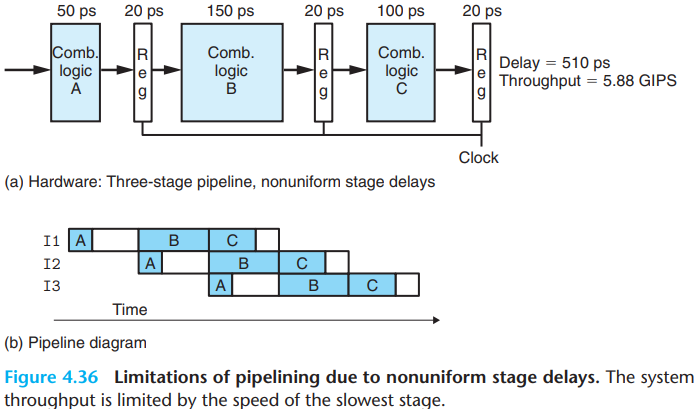 50 ps 20 ps 150 ps 20 ps 100 ps 20 ps
Comb. logic A
Reg
Comb. logic B
Reg
Comb. logic C
Reg
Delay = 510 ps
Throughput = 5.88 GIPS
Clock
(a) Hardware: Three-stage pipeline, nonuniform stage delays
I1 A B C
I2 A B C
I3 A B C
Time
(b) Pipeline diagram
Figure 4.36 Limitations of pipelining due to nonuniform stage delays. The system
throughput is limited by the speed of the slowest stage.